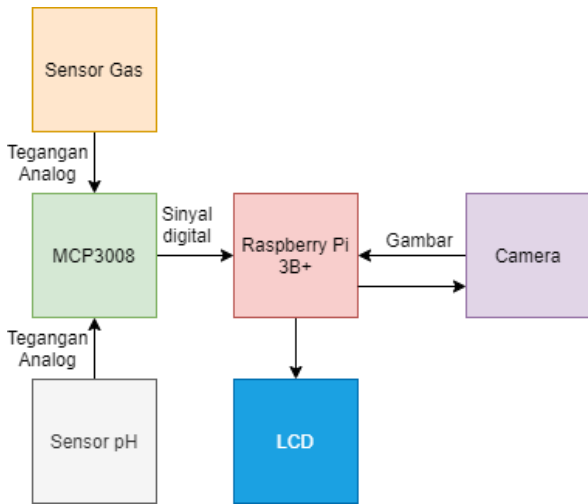 Sensor Gas
Tegangan
Analog
MCP3008
Sinyal
digital
Raspberry Pi
3B+
Gambar
Camera
Tegangan
Analog
Sensor pH
LCD